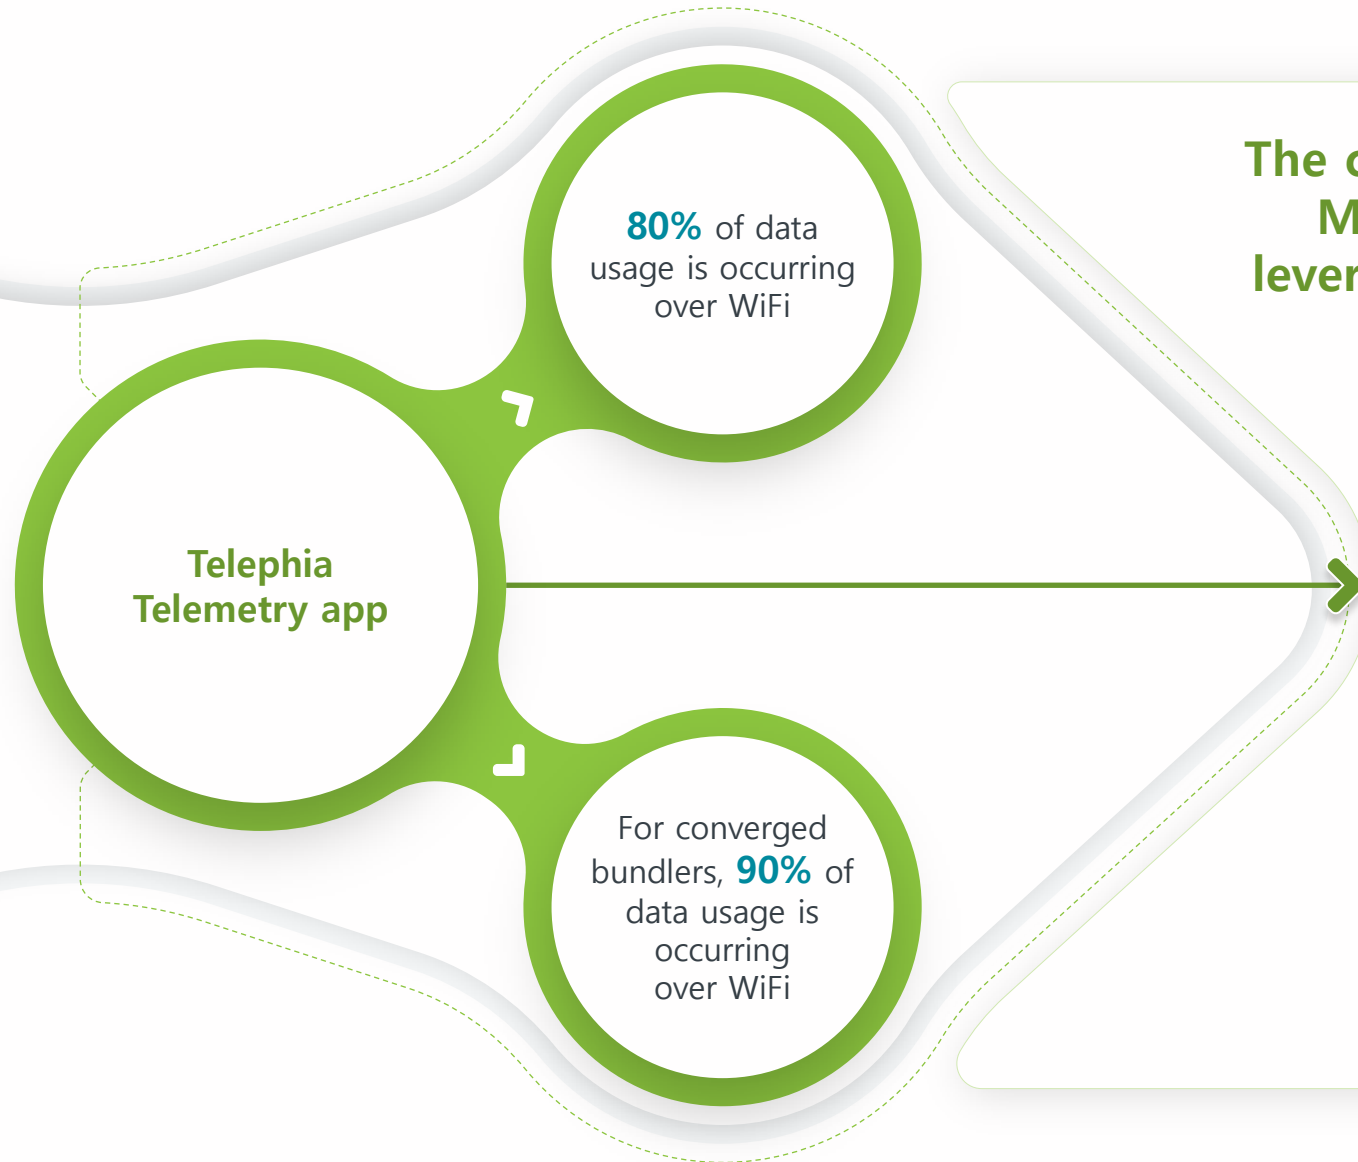 80% of data
usage is occurring
over WiFi
Telephia
Telemetry app
For converged
bundlers, 90% of
data usage is
occurring
over WiFi
The